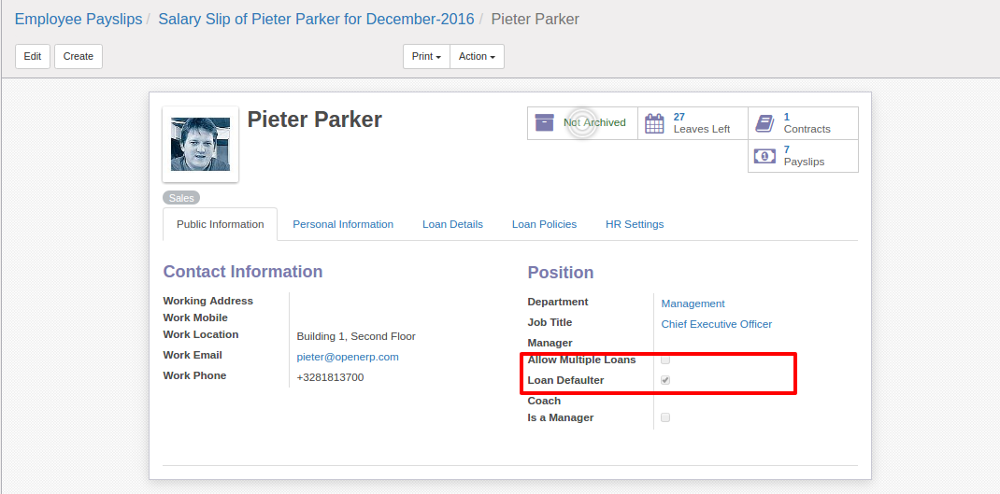 Employee Payslips / Salary Slip of Pieter Parker for December-2016 / Pieter Parker
Edit Create Print Action
Pieter Parker
Not Archived
27
Leaves Left
1
Contracts
7
Payslips
Sales
Public Information Personal Information Loan Details Loan Policies HR Settings
Contact Information
Working Address
Work Mobile
Work Location Building 1, Second Floor
Work Email pieter@openerp.com
Work Phone +3281813700
Position
Department Management
Job Title Chief Executive Officer
Manager
Allow Multiple Loans
Loan Defaulter
Coach
Is a Manager